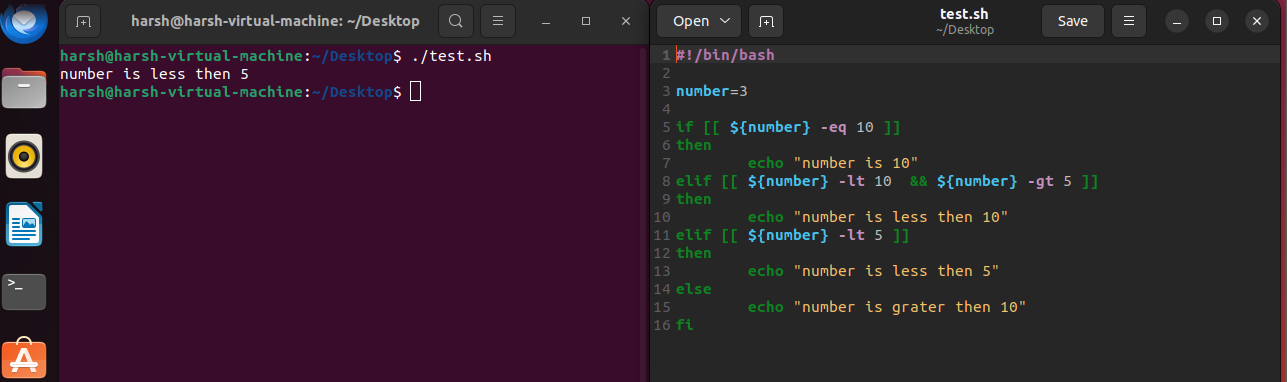 harsh@harsh-virtual-machine: ~/Desktop
harsh@harsh-virtual-machine:~/Desktop$ ./test.sh
number is less then 5
harsh@harsh-virtual-machine:~/Desktop$
Open
test.sh
~/Desktop
Save
1 #!/bin/bash
2
3 number=3
4
5 if [[ ${number} -eq 10 ]]
6 then
7 echo "number is 10"
8 elif [[ ${number} -lt 10  && ${number} -gt 5 ]]
9 then
10 echo "number is less then 10"
11 elif [[ ${number} -lt 5 ]]
12 then
13 echo "number is less then 5"
14 else
15 echo "number is grater then 10"
16 fi